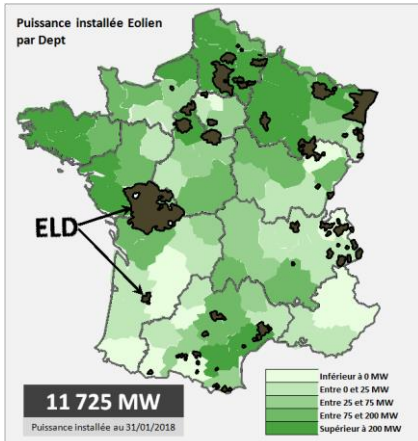 Puissance installée Eolien
par Dept
ELD
11 725 MW
Puissance installée au 31/01/2018
Inférieur à 0 MW
Entre 0 et 25 MW
Entre 25 et 75 MW
Entre 75 et 200 MW
Supérieur à 200 MW